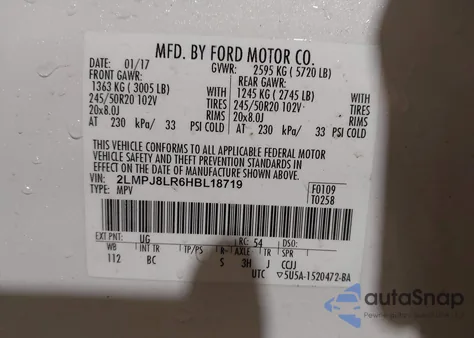 MFD. BY FORD MOTOR CO.
DATE: 01/17 GVWR: 2595 KG ( 5720 LB)
FRONT GAWR: REAR GAWR:
1363 KG ( 3005 LB) WITH 1245 KG ( 2745 LB) WITH
245/50R20 102V TIRES 245/50R20 102V TIRES
20x8.0J RIMS 20x8.0J RIMS
AT 230 kPa/ 33 PSI COLD AT 230 kPa/ 33 PSI COLD
THIS VEHICLE CONFORMS TO ALL APPLICABLE FEDERAL MOTOR
VEHICLE SAFETY AND THEFT PREVENTION STANDARDS IN
EFFECT ON THE DATE OF MANUFACTURE SHOWN ABOVE.
VIN: 2LMPJ8LR6HBL18719 F0109
TYPE: MPV T0258
EXT PNT: UG RC: 54 DSO:
WB INT TR TP/PS R AXLE TR SPR
112 BC S 3H J CCJJ
UTC ▽5U5A-1520472-BA
autoSnap